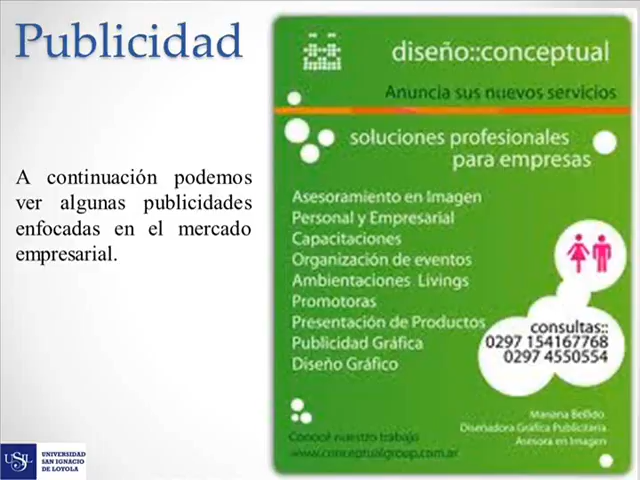 Publicidad
A continuación podemos
ver algunas publicidades
enfocadas en el mercado
empresarial.
diseño::conceptual
Anuncia sus nuevos servicios
soluciones profesionales
para empresas
Asesoramiento en Imagen
Personal y Empresarial
Capacitaciones
Organización de eventos
Ambientaciones Livings
Promotoras
Presentación de Productos
Publicidad Gráfica
Diseño Gráfico
consultas::
0297 154167768
0297 4550554
Mariana Bellido.
Diseñadora Gráfica Publicitaria
Asesora en Imagen
Conocé nuestro trabajo
www.conceptualgroup.com.ar
USIL
UNIVERSIDAD
SAN IGNACIO
DE LOYOLA